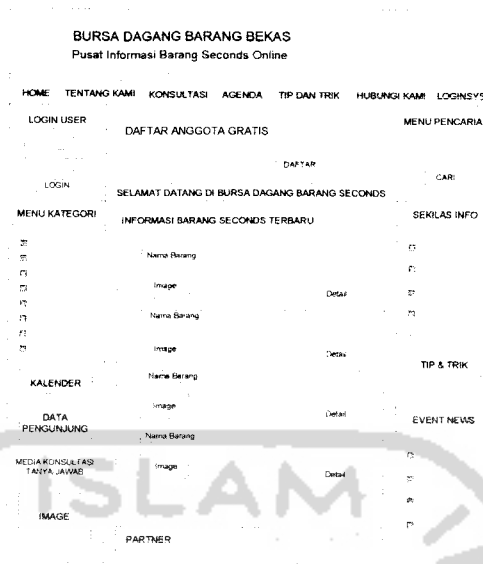 BURSA DAGANG BARANG BEKAS
Pusat Informasi Barang Seconds Online
HOME TENTANG KAMI KONSULTASI AGENDA TIP DAN TRIK HUBUNGI KAMI LOGINSYS
LOGIN USER
LOGIN
MENU KATEGORI
KALENDER
DATA
PENGUNJUNG
MEDIA KONSULTASI
TANYA JAWAB
IMAGE
DAFTAR ANGGOTA GRATIS
DAFTAR
SELAMAT DATANG DI BURSA DAGANG BARANG SECONDS
INFORMASI BARANG SECONDS TERBARU
Nama Barang
Image
Detail
Nama Barang
Image
Detail
Nama Barang
Image
Detail
Nama Barang
Image
Detail
PARTNER
MENU PENCARIA
CARI
SEKILAS INFO
TIP & TRIK
EVENT NEWS
ISLAM